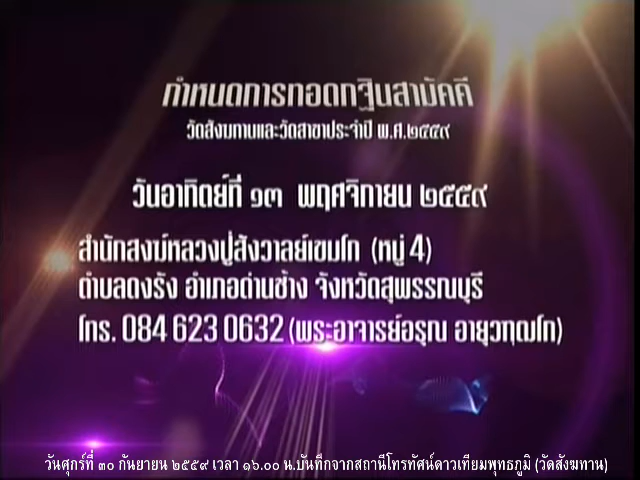 กำหนดการทอดกฐินสามัคคี
วัดสังฆทานและวัดสาขาประจำปี พ.ศ.๒๕๕๙
วันอาทิตย์ที่ ๑๓ พฤศจิกายน ๒๕๕๙
สำนักสงฆ์หลวงปู่สังวาลย์เขมโก (หมู่ 4)
ตำบลดงรัง อำเภอด่านช้าง จังหวัดสุพรรณบุรี
โทร. 084 623 0632 (พระอาจารย์อรุณ อายุวฑฺฒโก)
วันศุกร์ที่ ๓๐ กันยายน ๒๕๕๙ เวลา ๑๖.๐๐ น.บันทึกจากสถานีโทรทัศน์ดาวเทียมพุทธภูมิ (วัดสังฆทาน)